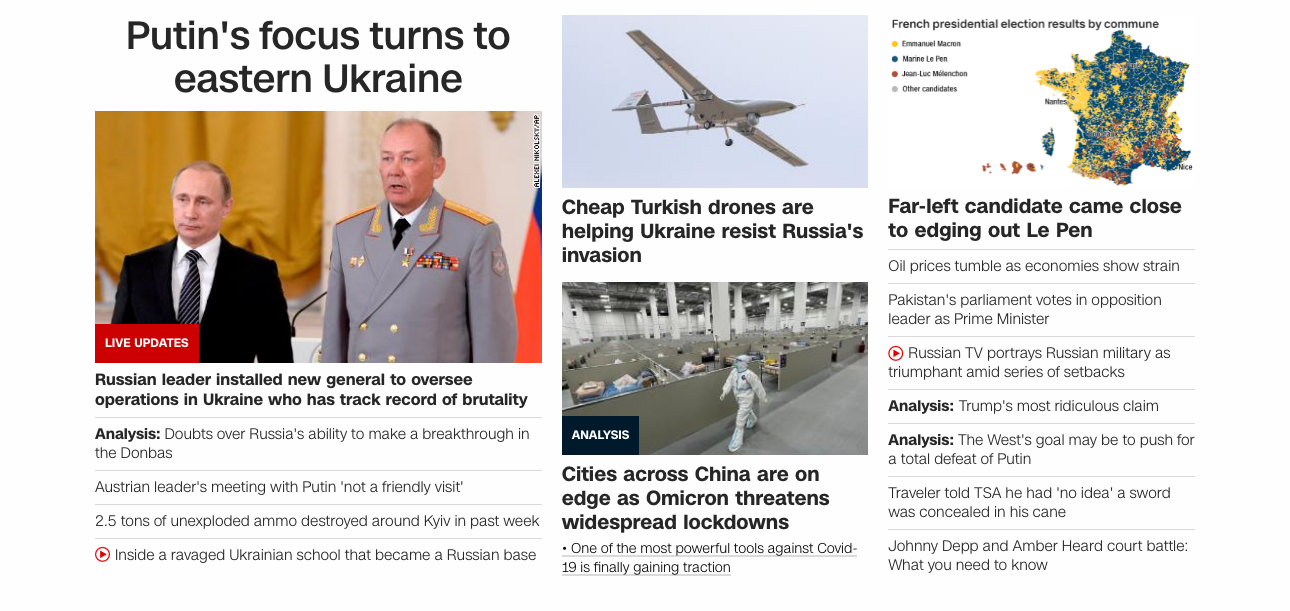 Putin's focus turns to
eastern Ukraine
ALEXEI NIKOLSKY/AP
LIVE UPDATES
Russian leader installed new general to oversee
operations in Ukraine who has track record of brutality
Analysis: Doubts over Russia's ability to make a breakthrough in
the Donbas
Austrian leader's meeting with Putin 'not a friendly visit'
2.5 tons of unexploded ammo destroyed around Kyiv in past week
Inside a ravaged Ukrainian school that became a Russian base
Cheap Turkish drones are
helping Ukraine resist Russia's
invasion
ANALYSIS
Cities across China are on
edge as Omicron threatens
widespread lockdowns
• One of the most powerful tools against Covid-
19 is finally gaining traction
French presidential election results by commune
Emmanuel Macron
Marine Le Pen
Jean-Luc Mélenchon
Other candidates
Nantes
Nice
Far-left candidate came close
to edging out Le Pen
Oil prices tumble as economies show strain
Pakistan's parliament votes in opposition
leader as Prime Minister
Russian TV portrays Russian military as
triumphant amid series of setbacks
Analysis: Trump's most ridiculous claim
Analysis: The West's goal may be to push for
a total defeat of Putin
Traveler told TSA he had 'no idea' a sword
was concealed in his cane
Johnny Depp and Amber Heard court battle:
What you need to know